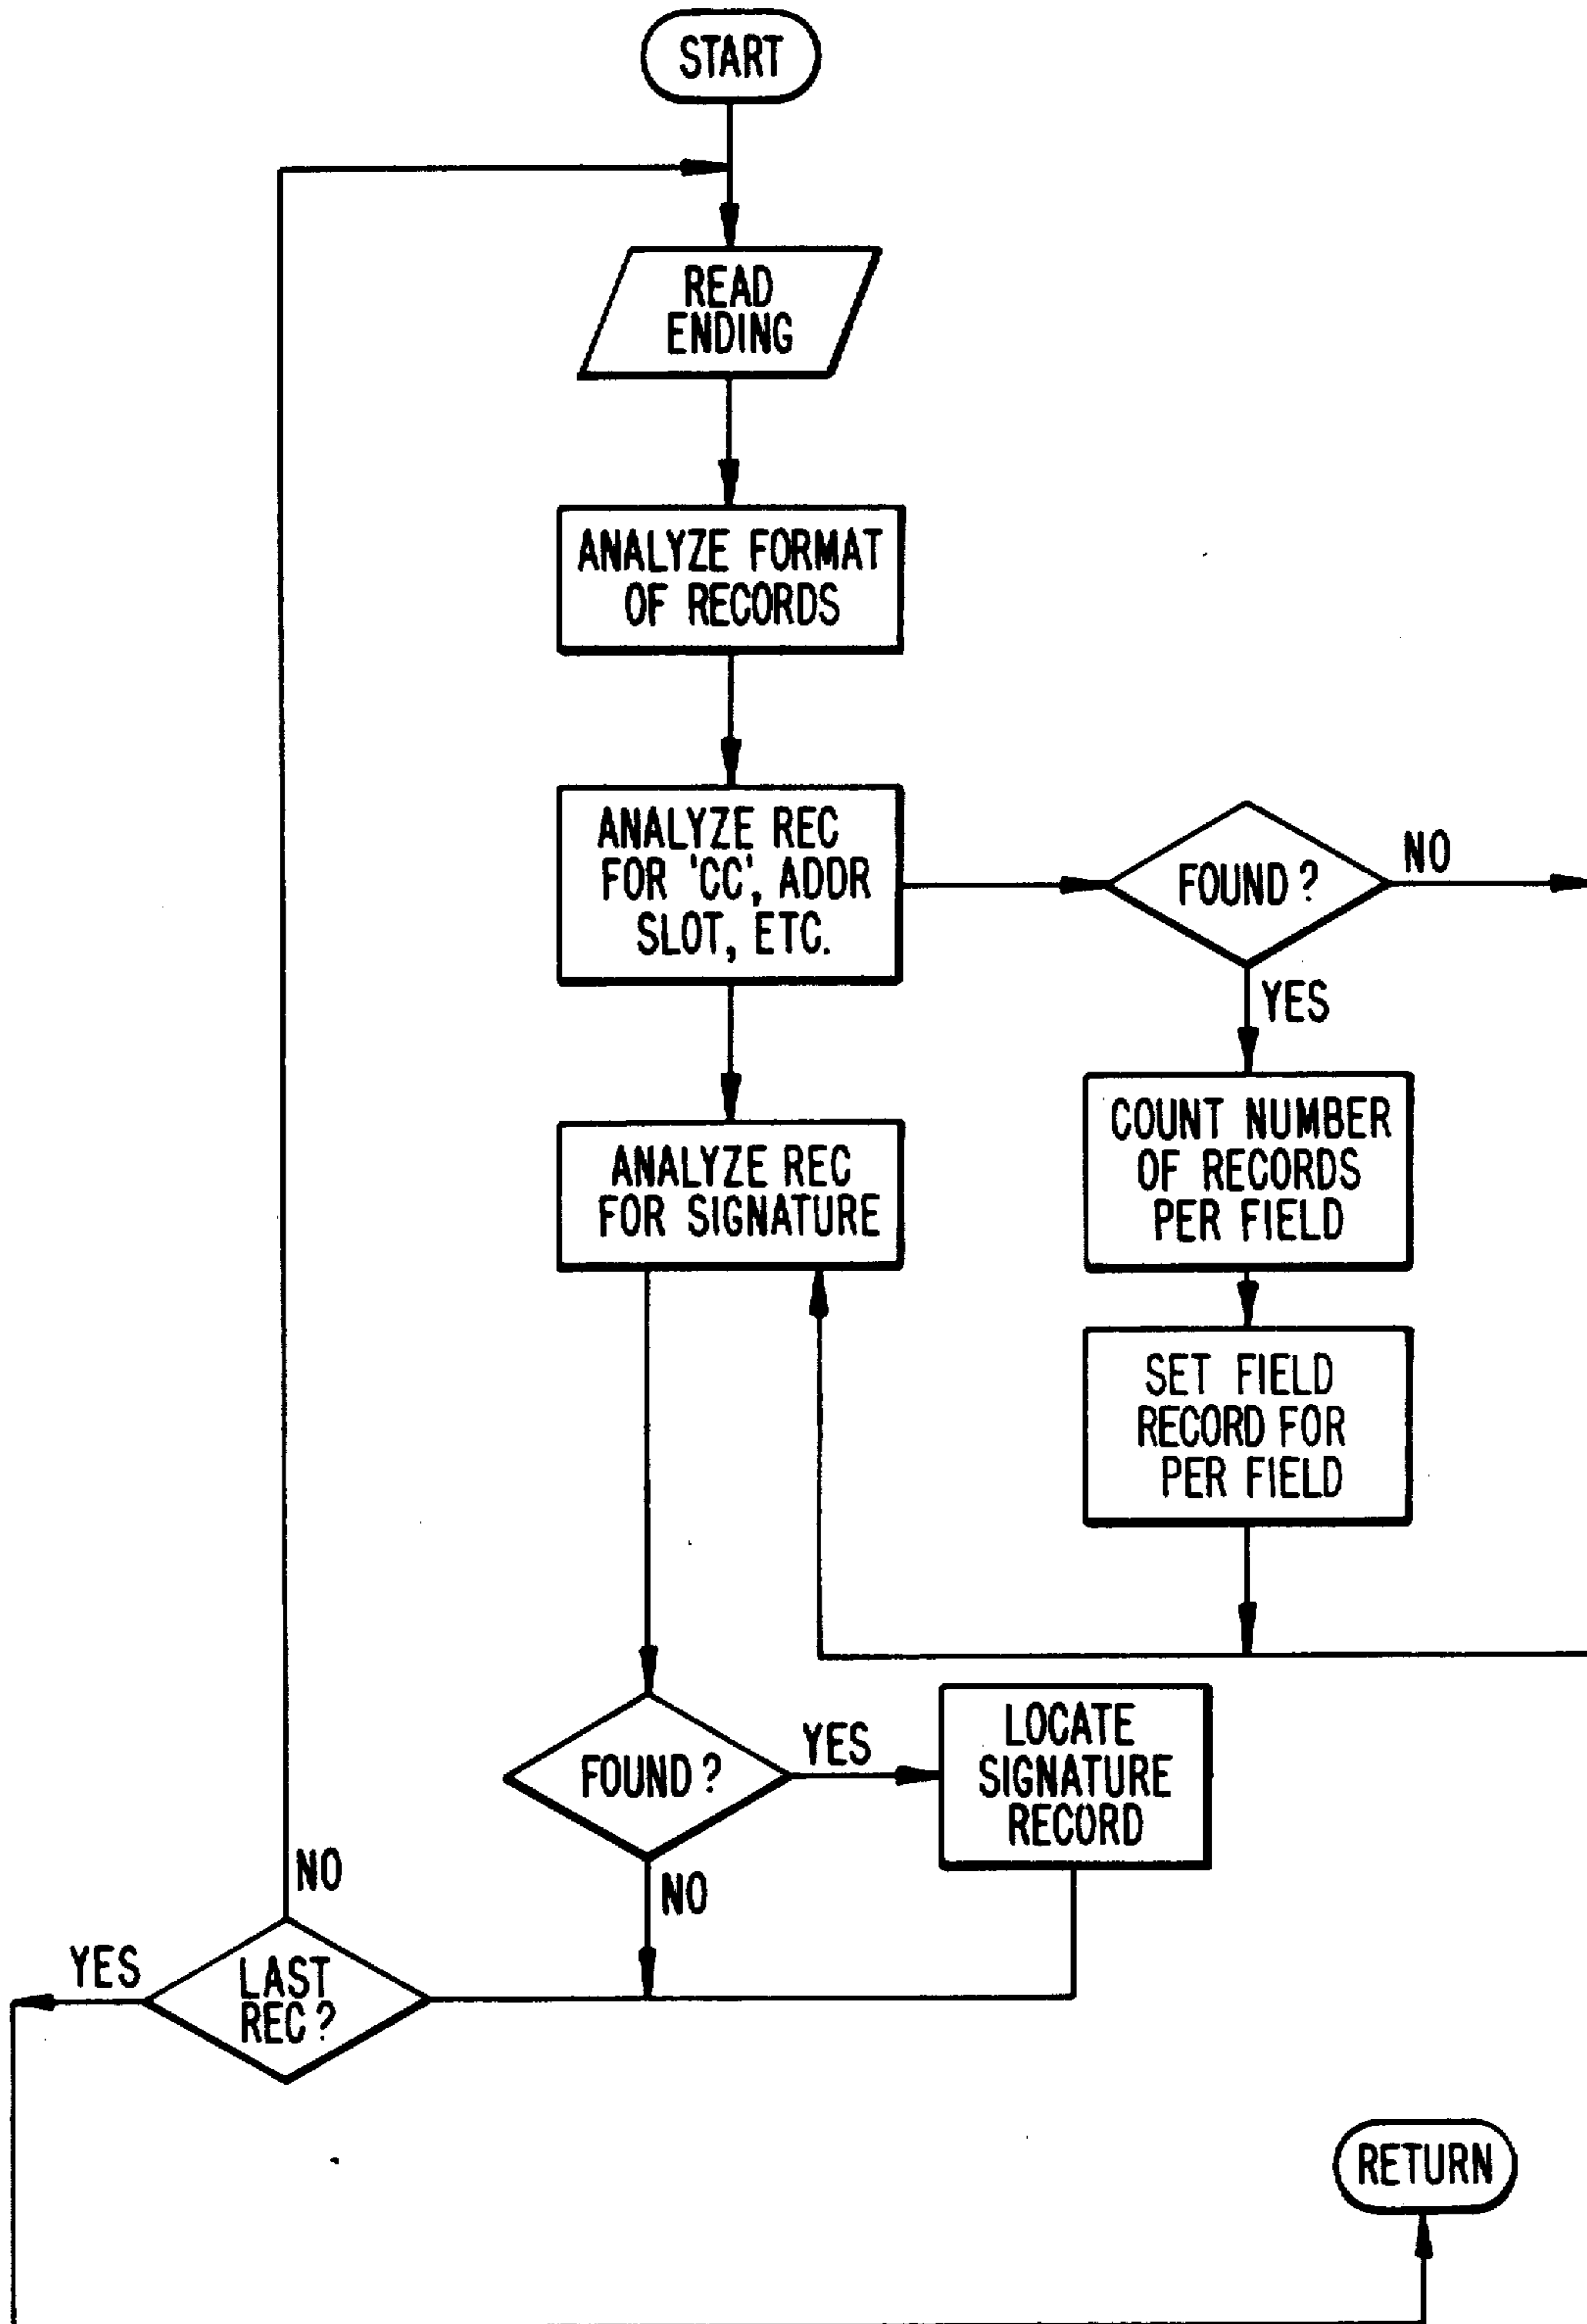 START
READ
ENDING
ANALYZE FORMAT
OF RECORDS
ANALYZE REC
FOR 'CC', ADDR
SLOT, ETC.
FOUND?
NO
YES
COUNT NUMBER
OF RECORDS
PER FIELD
ANALYZE REC
FOR SIGNATURE
SET FIELD
RECORD FOR
PER FIELD
FOUND?
YES
LOCATE
SIGNATURE
RECORD
NO
NO
YES
LAST
REC?
RETURN